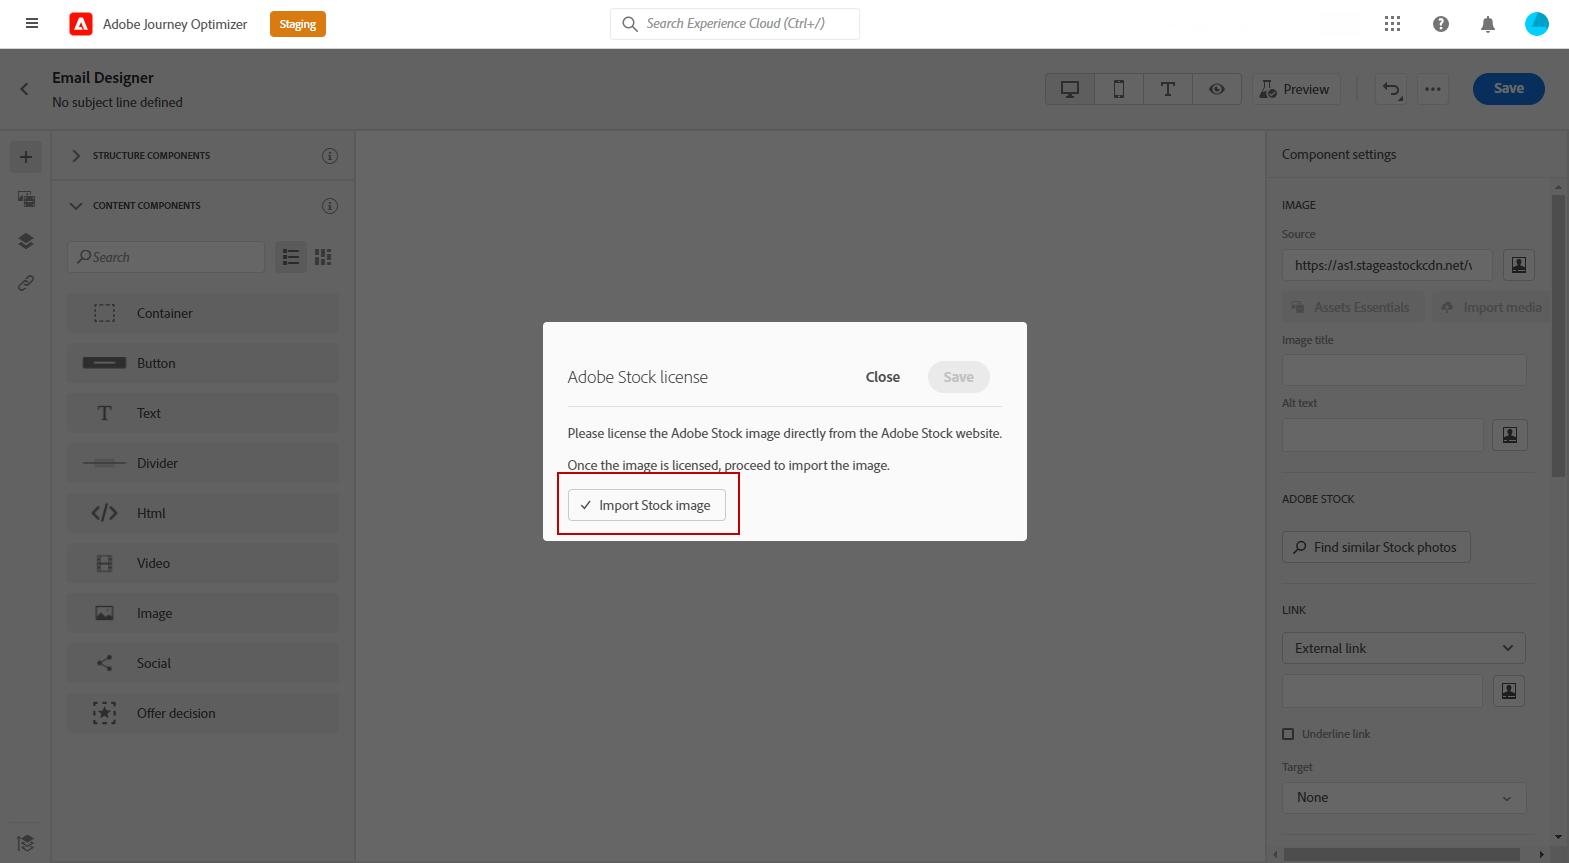 Adobe Journey Optimizer
Staging
Search Experience Cloud (Ctrl+/)
Email Designer
No subject line defined
Preview
Save
STRUCTURE COMPONENTS
CONTENT COMPONENTS
Search
Container
Button
Text
Divider
Html
Video
Image
Social
Offer decision
Adobe Stock license
Close
Save
Please license the Adobe Stock image directly from the Adobe Stock website.
Once the image is licensed, proceed to import the image.
Import Stock image
Component settings
IMAGE
Source
https://as1.stageastockcdn.net/v
Assets Essentials
Import media
Image title
Alt text
ADOBE STOCK
Find similar Stock photos
LINK
External link
Underline link
Target
None